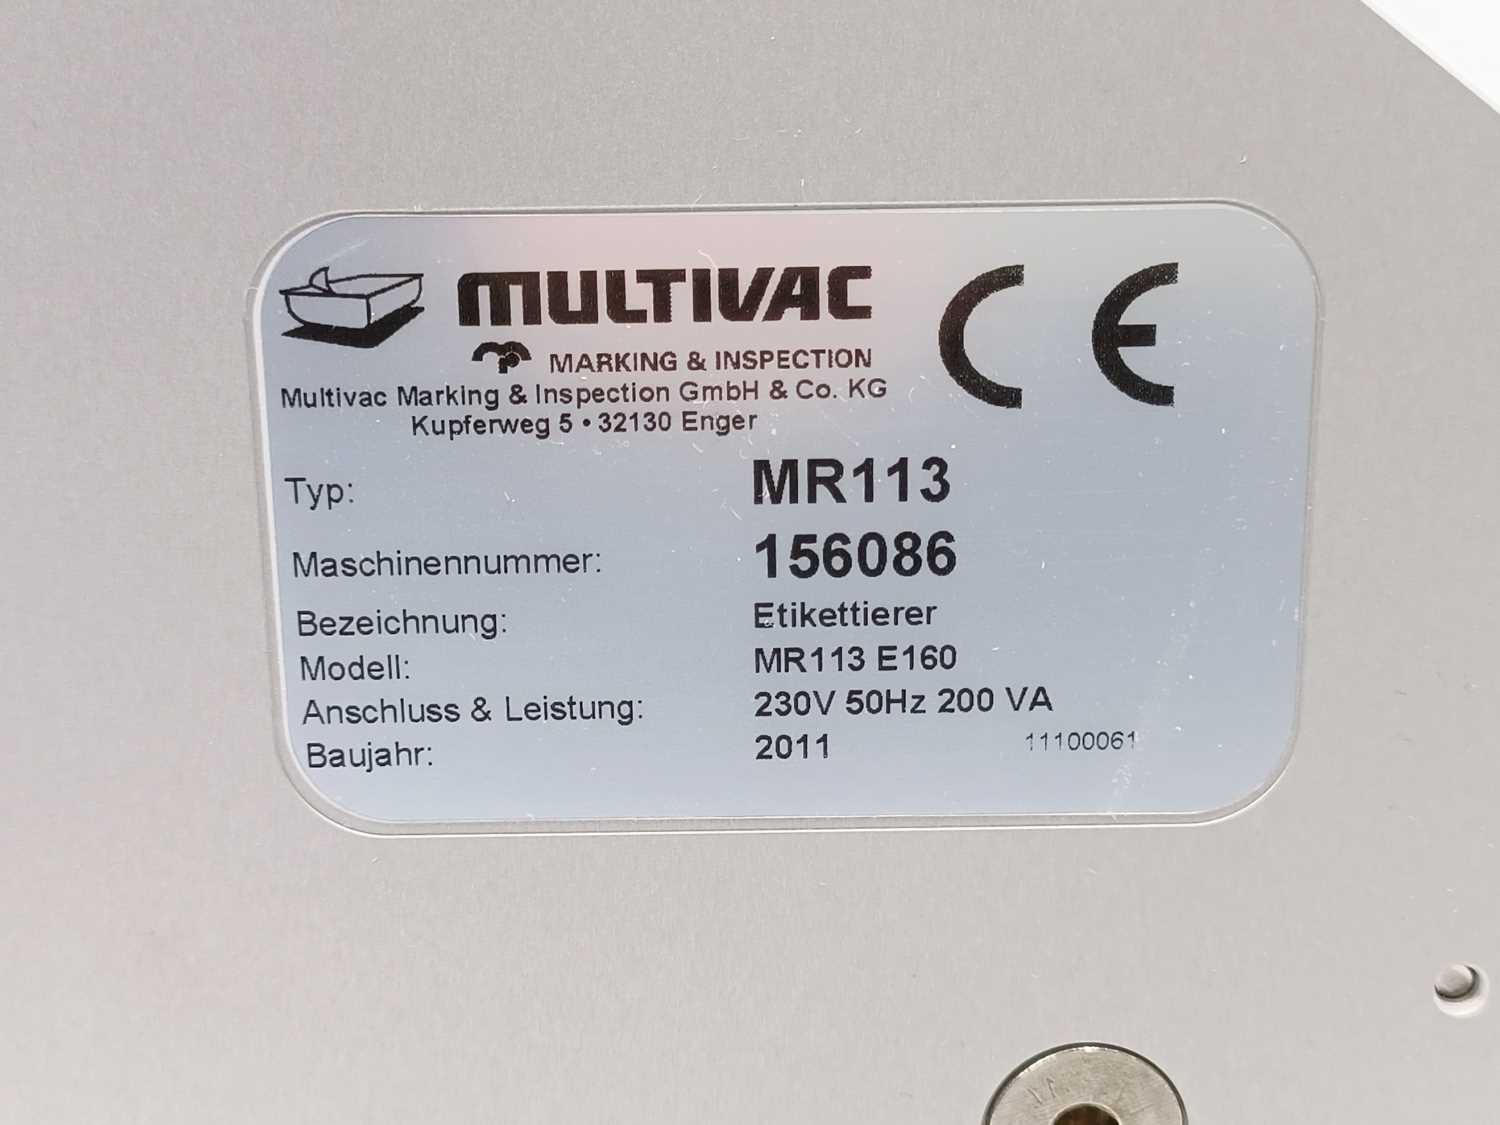 MULTIVAC
MARKING & INSPECTION
Multivac Marking & Inspection GmbH & Co. KG
Kupferweg 5 • 32130 Enger
CE
Typ: MR113
Maschinennummer: 156086
Bezeichnung: Etikettierer
Modell: MR113 E160
Anschluss & Leistung: 230V 50Hz 200 VA
Baujahr: 2011 11100061